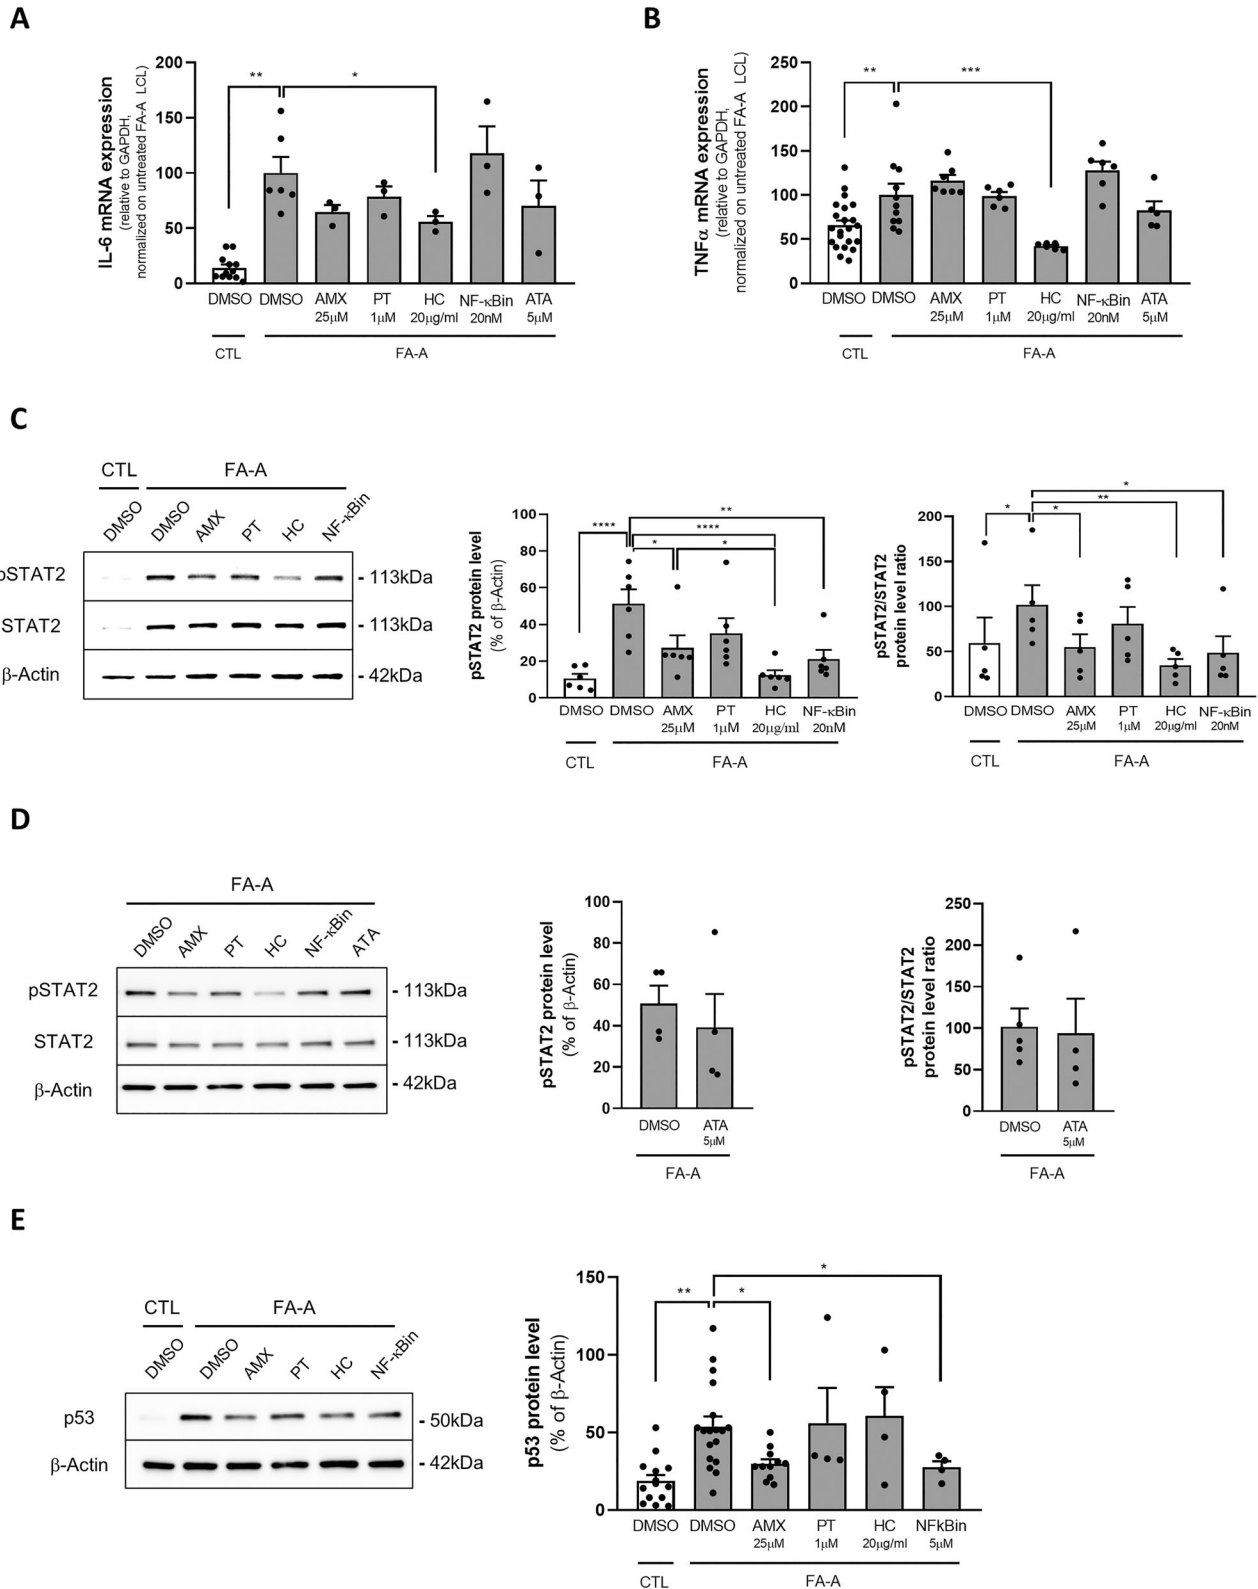 A
IL-6 mRNA expression
(relative to GAPDH,
normalized on untreated FA-A LCL)
200
150
100
50
0
**
*
DMSO DMSO AMX PT HC NF-κBin ATA
25μM 1μM 20μg/ml 20nM 5μM
CTL FA-A
B
TNFα mRNA expression
(relative to GAPDH,
normalized on untreated FA-A LCL)
250
200
150
100
50
0
**
***
DMSO DMSO AMX PT HC NF-κBin ATA
25μM 1μM 20μg/ml 20nM 5μM
CTL FA-A
C
CTL FA-A
DMSO DMSO AMX PT HC NF-κBin
pSTAT2 - 113kDa
STAT2 - 113kDa
β-Actin - 42kDa
pSTAT2 protein level
(% of β-Actin)
100
80
60
40
20
0
**
**** ****
* *
DMSO DMSO AMX PT HC NF-κBin
25μM 1μM 20μg/ml 20nM
CTL FA-A
pSTAT2/STAT2
protein level ratio
200
150
100
50
0
*
**
* *
DMSO DMSO AMX PT HC NF-κBin
25μM 1μM 20μg/ml 20nM
CTL FA-A
D
FA-A
DMSO AMX PT HC NF-κBin ATA
pSTAT2 - 113kDa
STAT2 - 113kDa
β-Actin - 42kDa
pSTAT2 protein level
(% of β-Actin)
100
80
60
40
20
0
DMSO ATA
5μM
FA-A
pSTAT2/STAT2
protein level ratio
250
200
150
100
50
0
DMSO ATA
5μM
FA-A
E
CTL FA-A
DMSO DMSO AMX PT HC NF-κBin
p53 - 50kDa
β-Actin - 42kDa
p53 protein level
(% of β-Actin)
150
100
50
0
*
** *
DMSO DMSO AMX PT HC NFkBin
25μM 1μM 20μg/ml 5μM
CTL FA-A